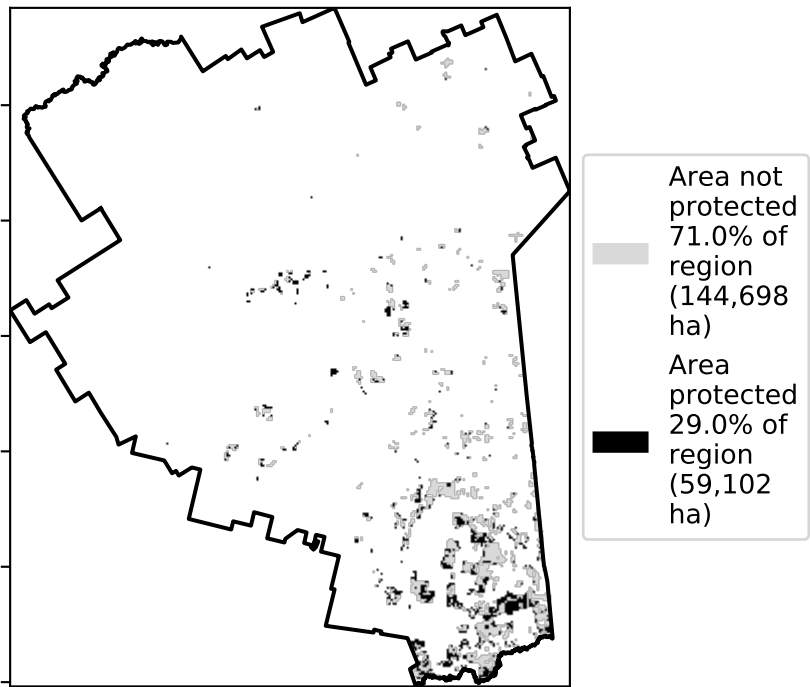 Area not
protected
71.0% of
region
(144,698
ha)
Area
protected
29.0% of
region
(59,102
ha)